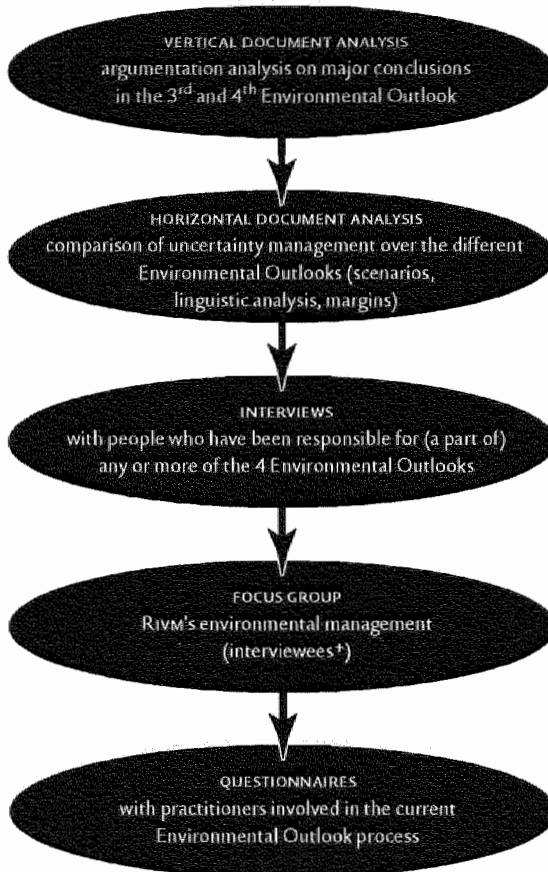 VERTICAL DOCUMENT ANALYSIS
argumentation analysis on major conclusions
in the 3rd and 4th Environmental Outlook
HORIZONTAL DOCUMENT ANALYSIS
comparison of uncertainty management over the different
Environmental Outlooks (scenarios,
linguistic analysis, margins)
INTERVIEWS
with people who have been responsible for (a part of)
any or more of the 4 Environmental Outlooks
FOCUS GROUP
RIVM's environmental management
(interviewees+)
QUESTIONNAIRES
with practitioners involved in the current
Environmental Outlook process